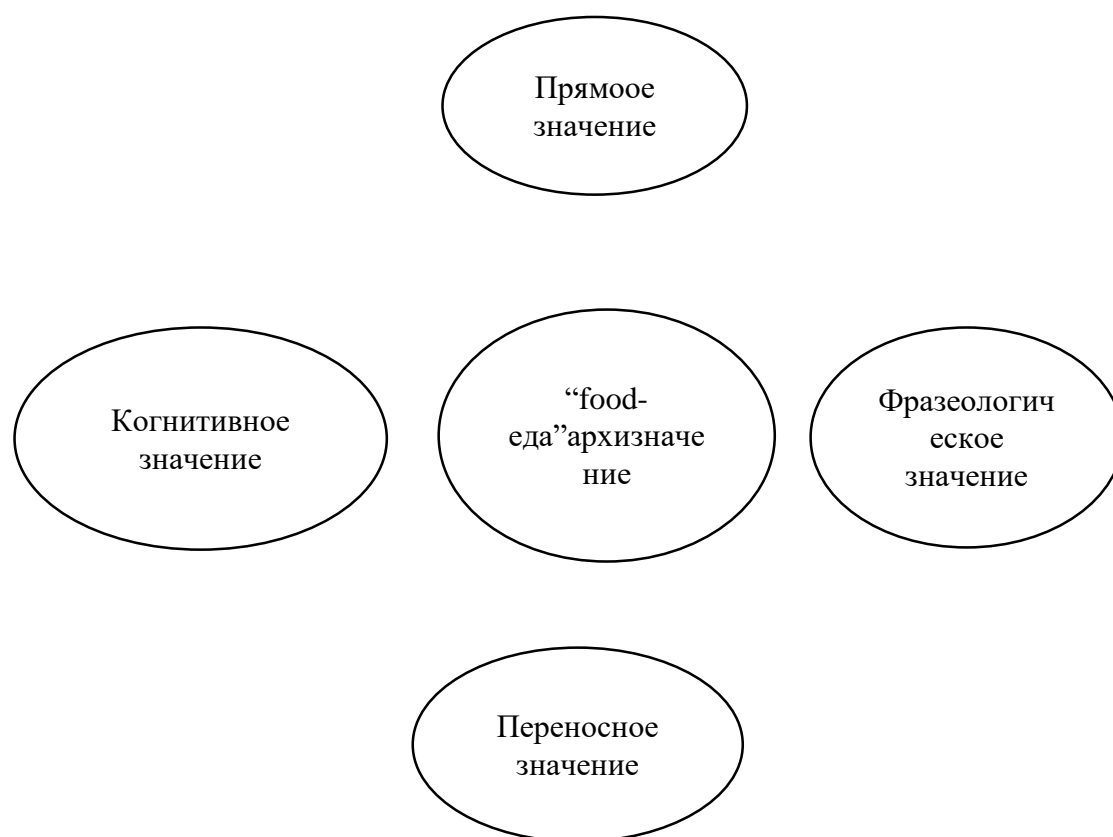 Прямоое
значение
Когнитивное
значение
“food-
еда”архизначе
ние
Фразеологич
еское
значение
Переносное
значение